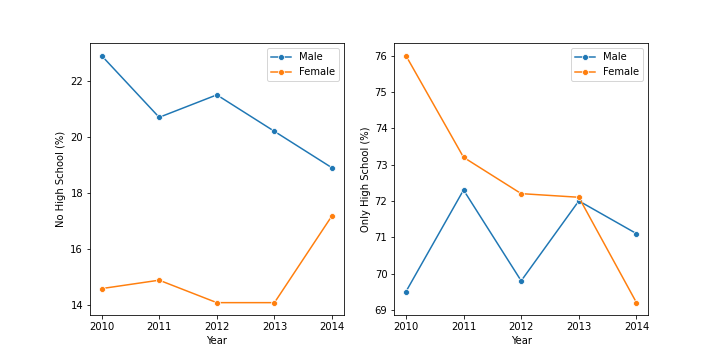 No High School (%)
22
20
18
16
14
Male
Female
2010 2011 2012 2013 2014
Year
Only High School (%)
76
75
74
73
72
71
70
69
Male
Female
2010 2011 2012 2013 2014
Year